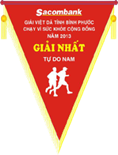 Sacombank
GIẢI VIỆT DÃ TỈNH BÌNH PHƯỚC
CHẠY VÌ SỨC KHỎE CỘNG ĐỒNG
NĂM 2013
GIẢI NHẤT
TỰ DO NAM